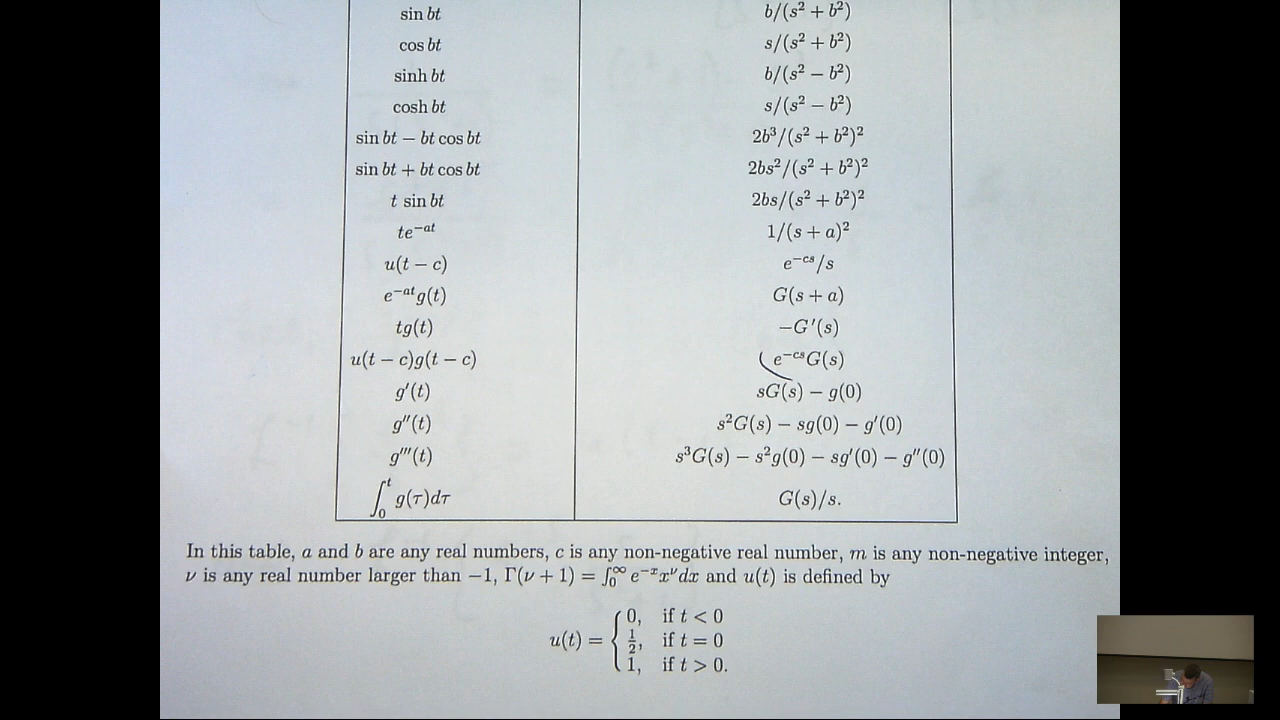 sin bt b/(s² + b²)
cos bt s/(s² + b²)
sinh bt b/(s² − b²)
cosh bt s/(s² − b²)
sin bt − bt cos bt 2b³/(s² + b²)²
sin bt + bt cos bt 2bs²/(s² + b²)²
t sin bt 2bs/(s² + b²)²
te⁻ᵃᵗ 1/(s + a)²
u(t − c) e⁻ᶜˢ/s
e⁻ᵃᵗg(t) G(s + a)
tg(t) −G′(s)
u(t − c)g(t − c) e⁻ᶜˢG(s)
g′(t) sG(s) − g(0)
g″(t) s²G(s) − sg(0) − g′(0)
g‴(t) s³G(s) − s²g(0) − sg′(0) − g″(0)
∫₀ᵗ g(τ)dτ G(s)/s.
In this table, a and b are any real numbers, c is any non-negative real number, m is any non-negative integer,
ν is any real number larger than −1, Γ(ν + 1) = ∫₀^∞ e⁻ˣxᵛdx and u(t) is defined by
0, if t < 0
u(t) = { ½, if t = 0
1, if t > 0.